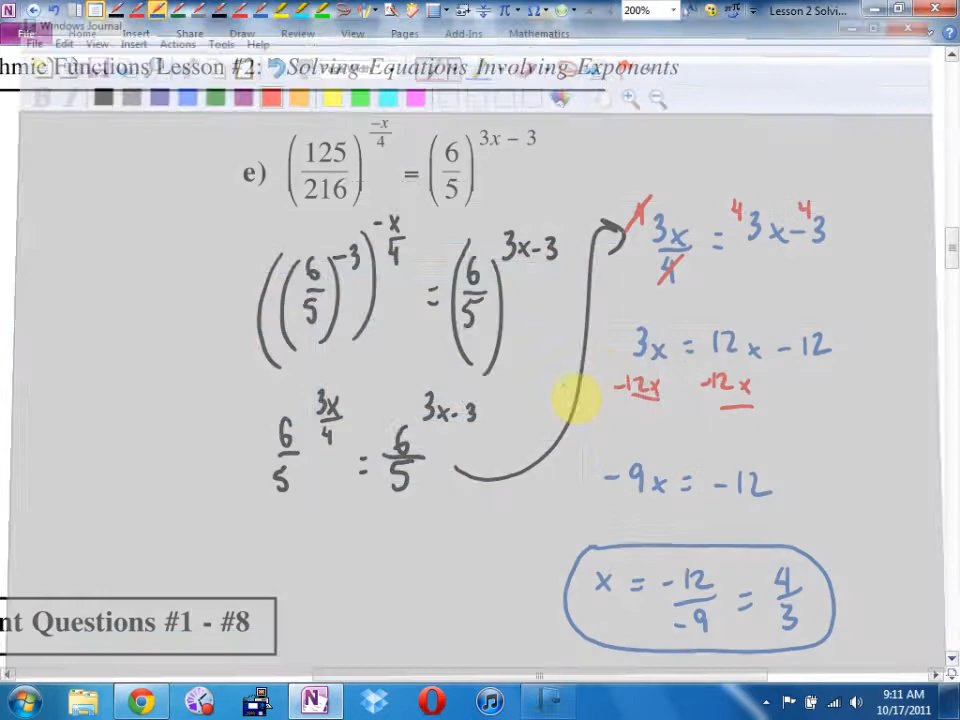 Insert Share Draw Review View Pages Add-Ins Mathematics
200%
Lesson 2 Solvi...
Windows Journal
File Home
File Edit View Insert Actions Tools Help
hmic Functions Lesson #2: Solving Equations Involving Exponents
e) (125/216)^(-x/4) = (6/5)^(3x - 3)
((6/5)^-3)^(-x/4) = (6/5)^(3x-3)
6/5^(3x/4) = 6/5^(3x-3)
4 3x/4 = 4 3x - 4 3
3x = 12x - 12
-12x -12x
-9x = -12
x = -12/-9 = 4/3
nt Questions #1 - #8
9:11 AM
10/17/2011